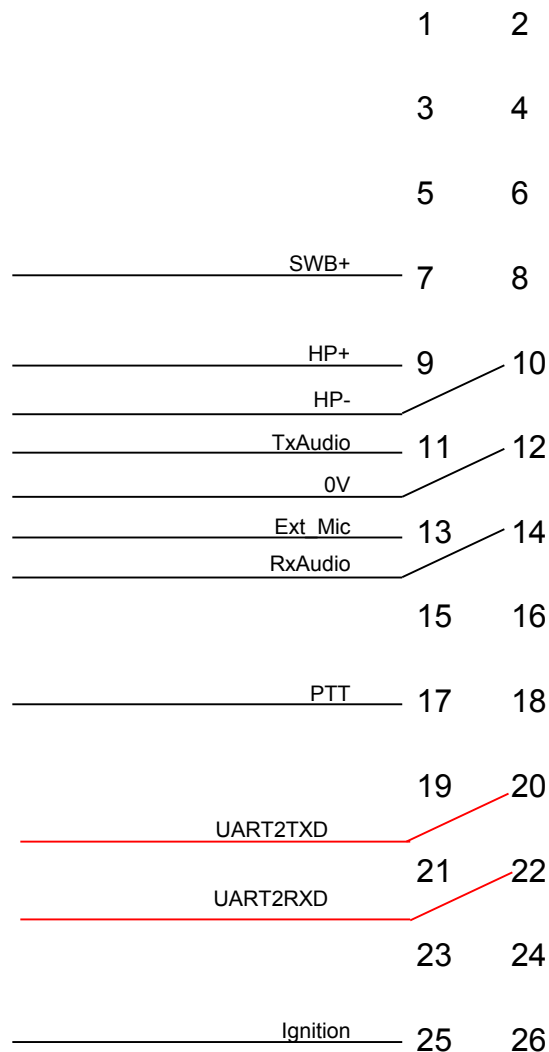 1 2
3 4
5 6
SWB+ 7 8
HP+ 9 10
HP-
TxAudio 11 12
0V
Ext_Mic 13 14
RxAudio
15 16
PTT 17 18
19 20
UART2TXD
21 22
UART2RXD
23 24
Ignition 25 26